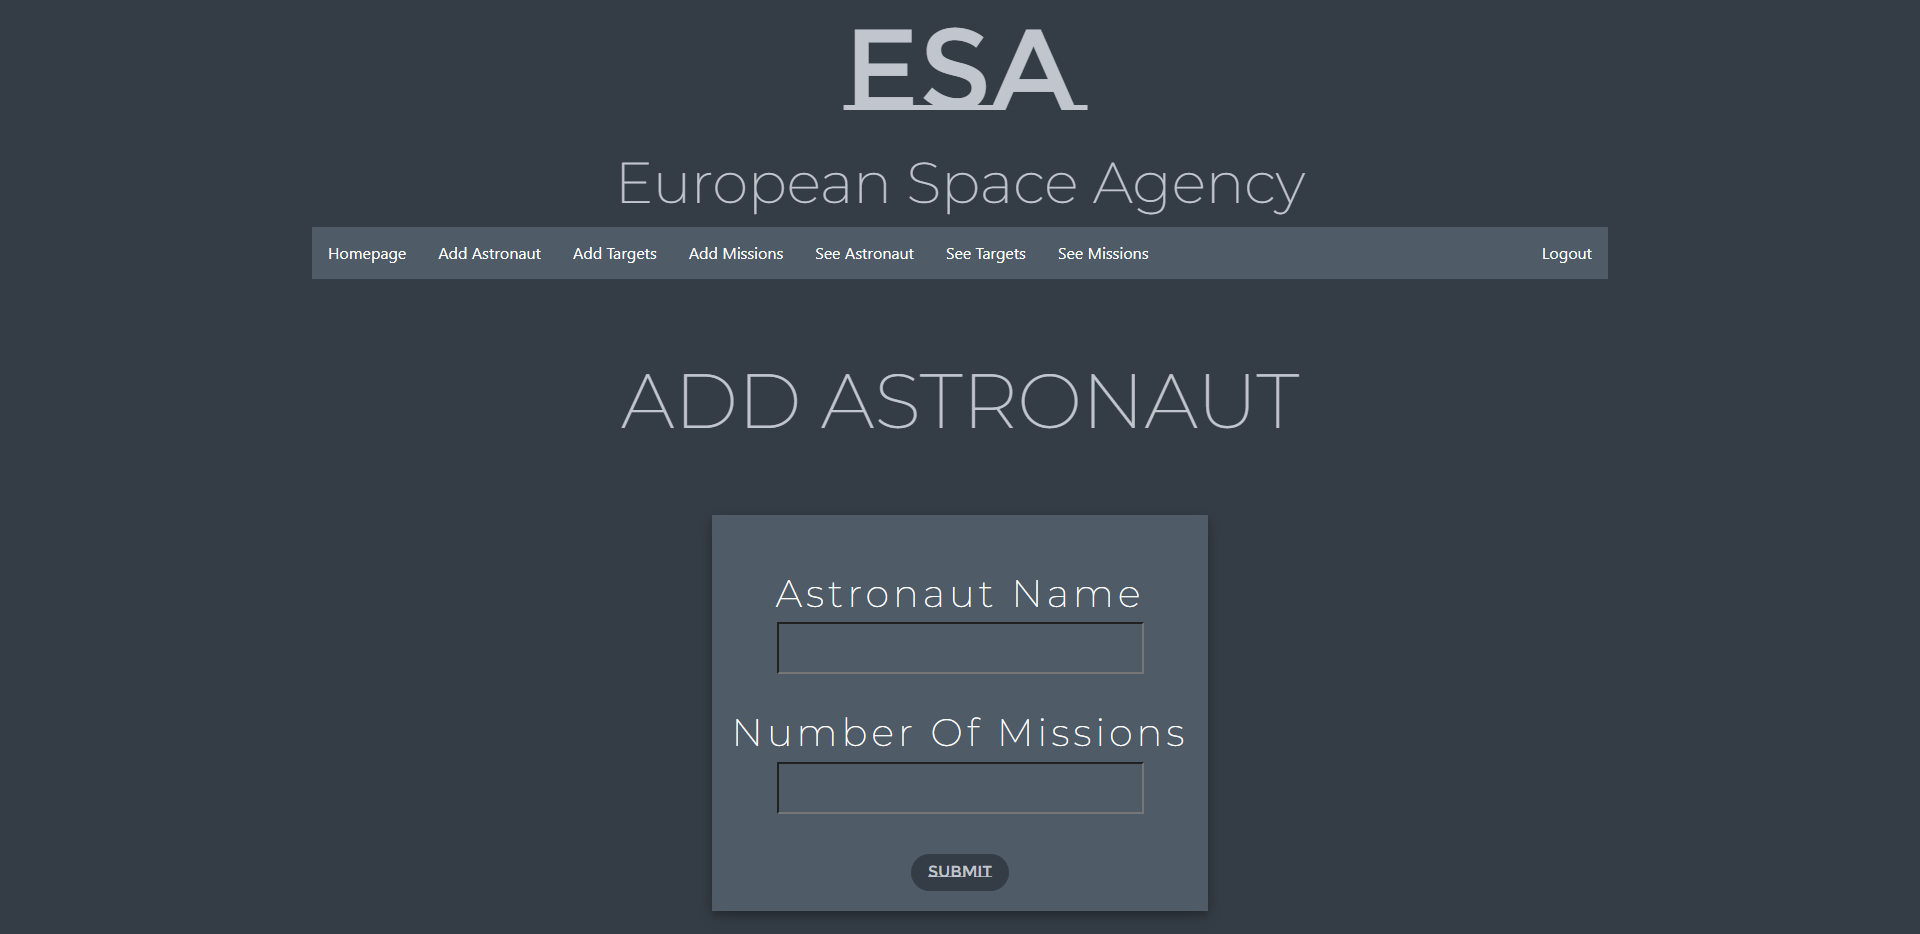 ESA
European Space Agency
Homepage Add Astronaut Add Targets Add Missions See Astronaut See Targets See Missions Logout
ADD ASTRONAUT
Astronaut Name
Number Of Missions
SUBMIT